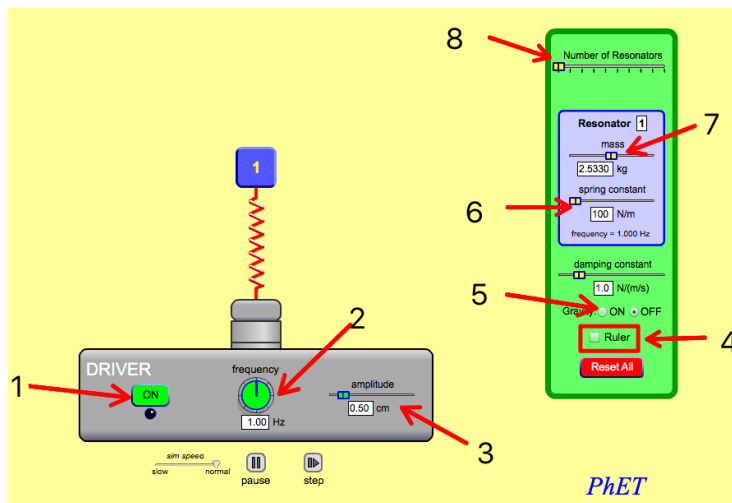 8
Number of Resonators
Resonator 1
7
mass
2.5330 kg
1
spring constant
6
100 N/m
frequency = 1.000 Hz
damping constant
5
1.0 N/(m/s)
2
Gravity: ON OFF
4
Ruler
DRIVER
frequency
Reset All
1
ON
amplitude
0.50 cm
1.00 Hz
3
sim speed
slow normal
pause
step
PhET